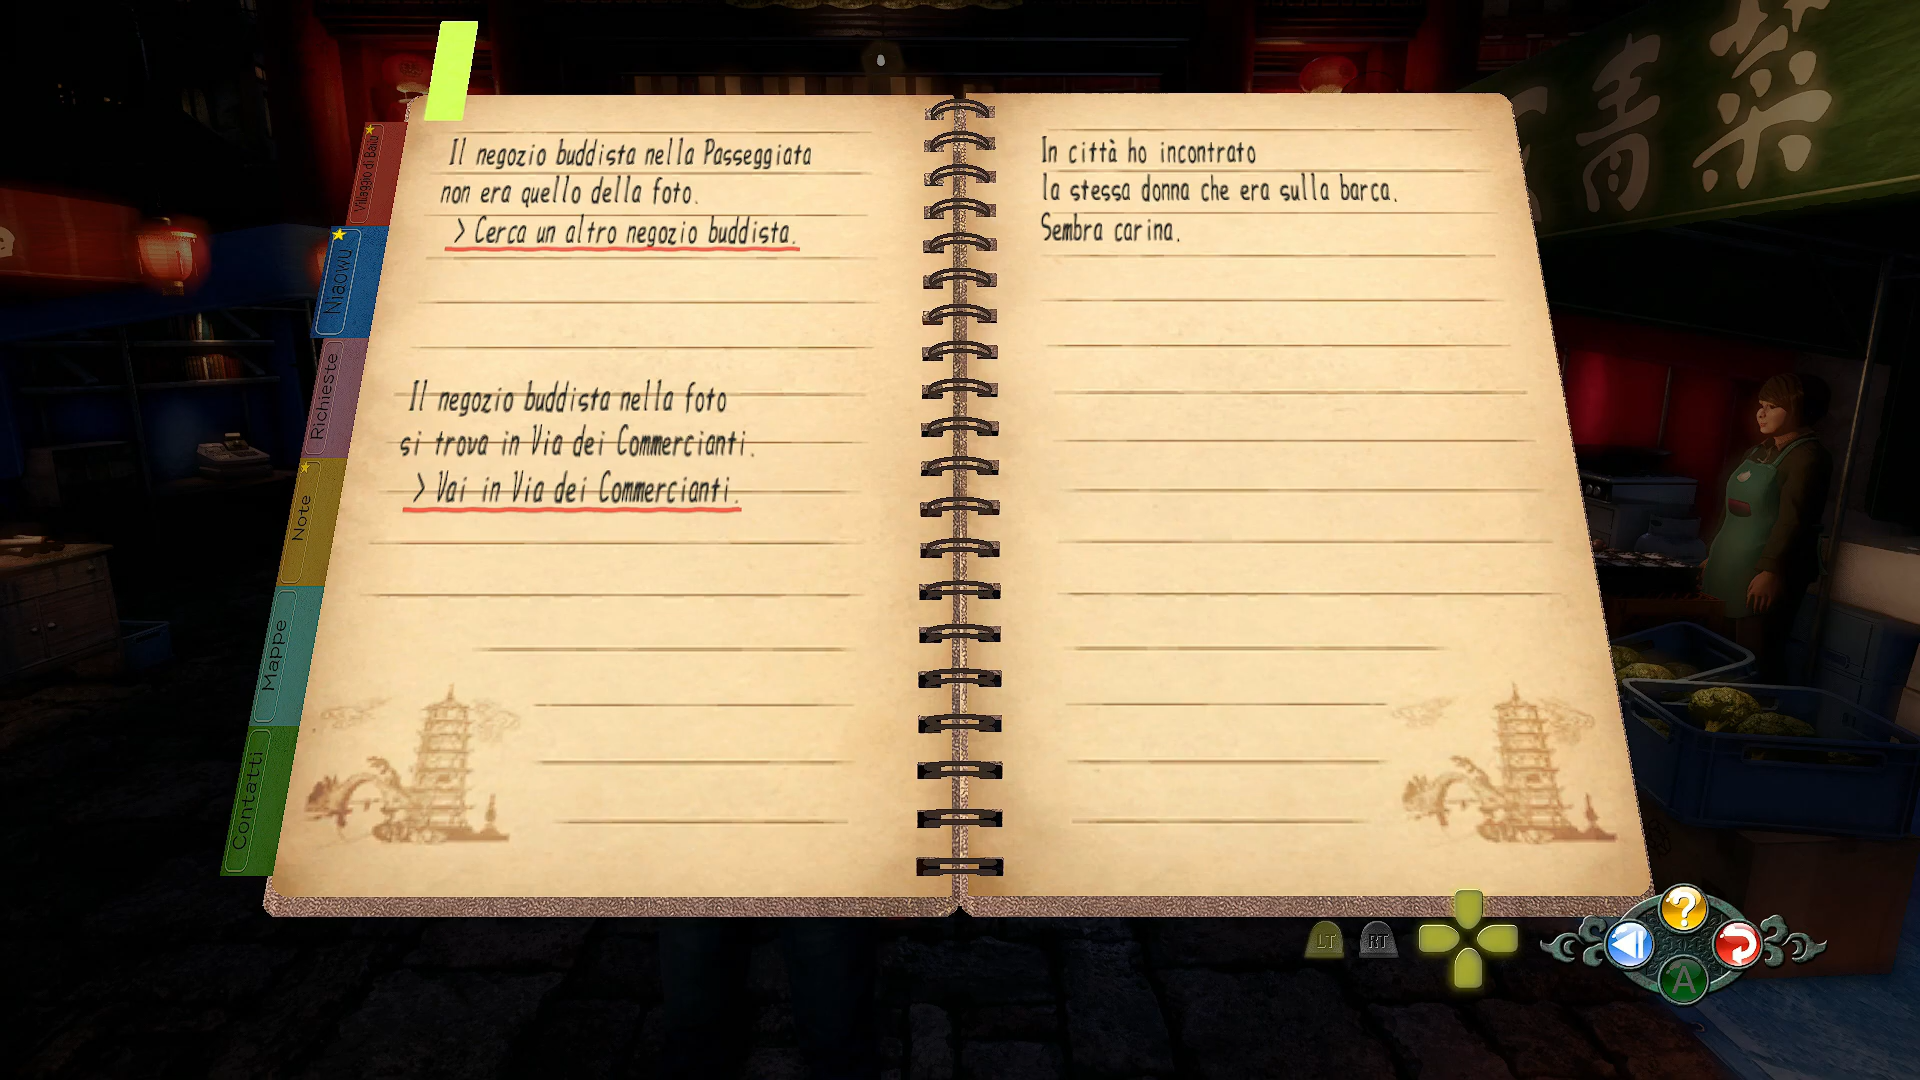 Il negozio buddista nella Passeggiata
non era quello della foto.
> Cerca un altro negozio buddista.
Il negozio buddista nella foto
si trova in Via dei Commercianti.
> Vai in Via dei Commercianti.
In città ho incontrato
la stessa donna che era sulla barca.
Sembra carina.
Villaggio di Bailu
Niaowu
Richieste
Note
Mappe
Contatti
青菜
LT RT
?
A